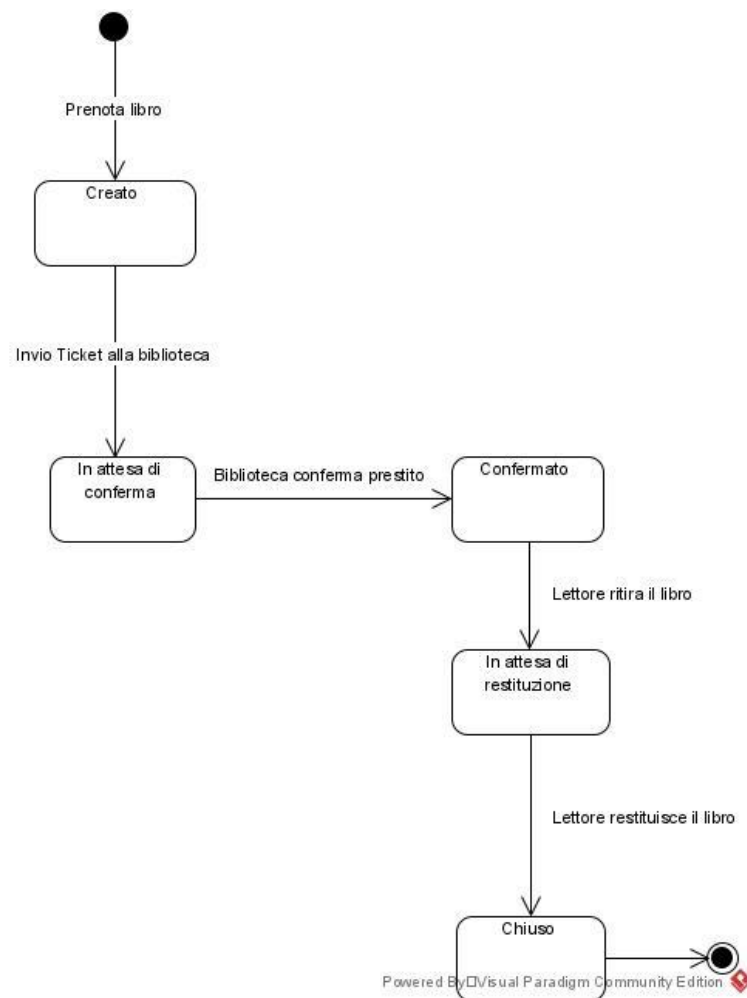 Prenota libro
Creato
Invio Ticket alla biblioteca
In attesa di
conferma
Biblioteca conferma prestito
Confermato
Lettore ritira il libro
In attesa di
restituzione
Lettore restituisce il libro
Chiuso
Powered By□Visual Paradigm Community Edition